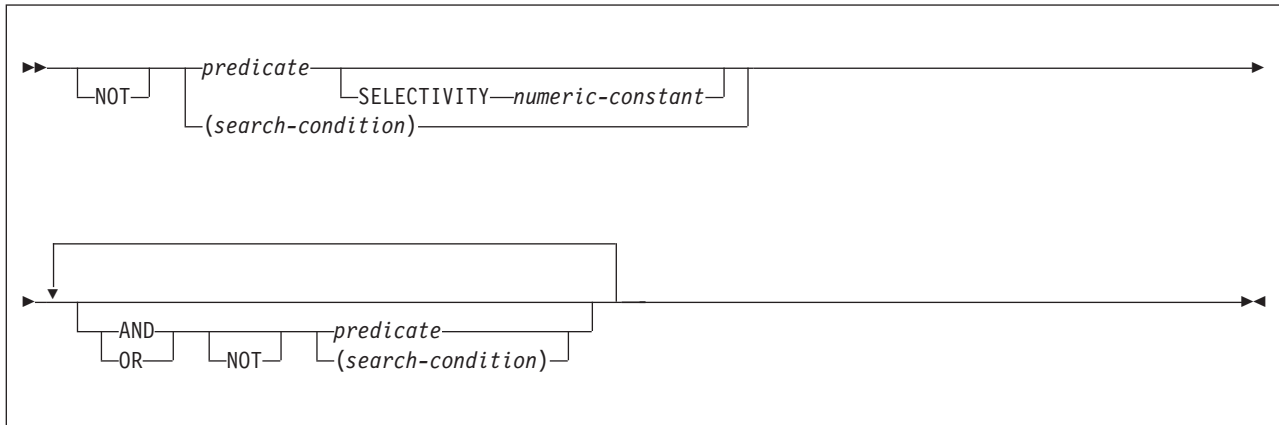 predicate
NOT SELECTIVITY numeric-constant
(search-condition)
AND predicate
OR NOT (search-condition)